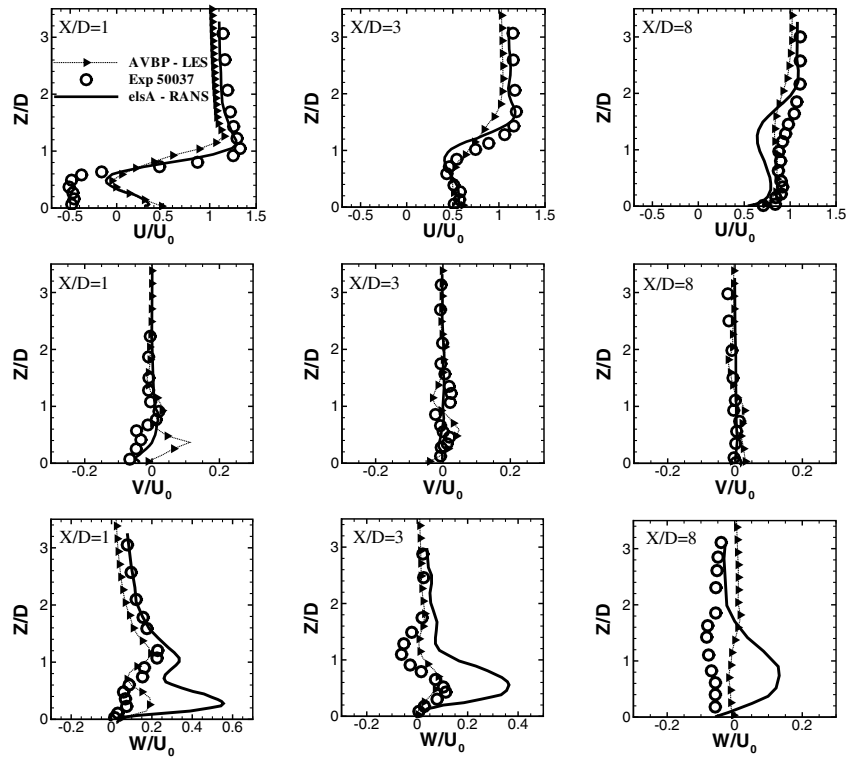 X/D=1
X/D=3
X/D=8
AVBP - LES
Exp 50037
elsA - RANS
Z/D
Z/D
Z/D
3
2
1
0
3
2
1
0
3
2
1
0
-0.5 0 0.5 1 1.5
-0.5 0 0.5 1 1.5
-0.5 0 0.5 1 1.5
U/U0
U/U0
U/U0
X/D=1
X/D=3
X/D=8
Z/D
Z/D
Z/D
3
2
1
0
3
2
1
0
3
2
1
0
-0.2 0 0.2
-0.2 0 0.2
-0.2 0 0.2
V/U0
V/U0
V/U0
X/D=1
X/D=3
X/D=8
Z/D
Z/D
Z/D
3
2
1
0
3
2
1
0
3
2
1
0
-0.2 0 0.2 0.4 0.6
-0.2 0 0.2 0.4
-0.2 0 0.2
W/U0
W/U0
W/U0